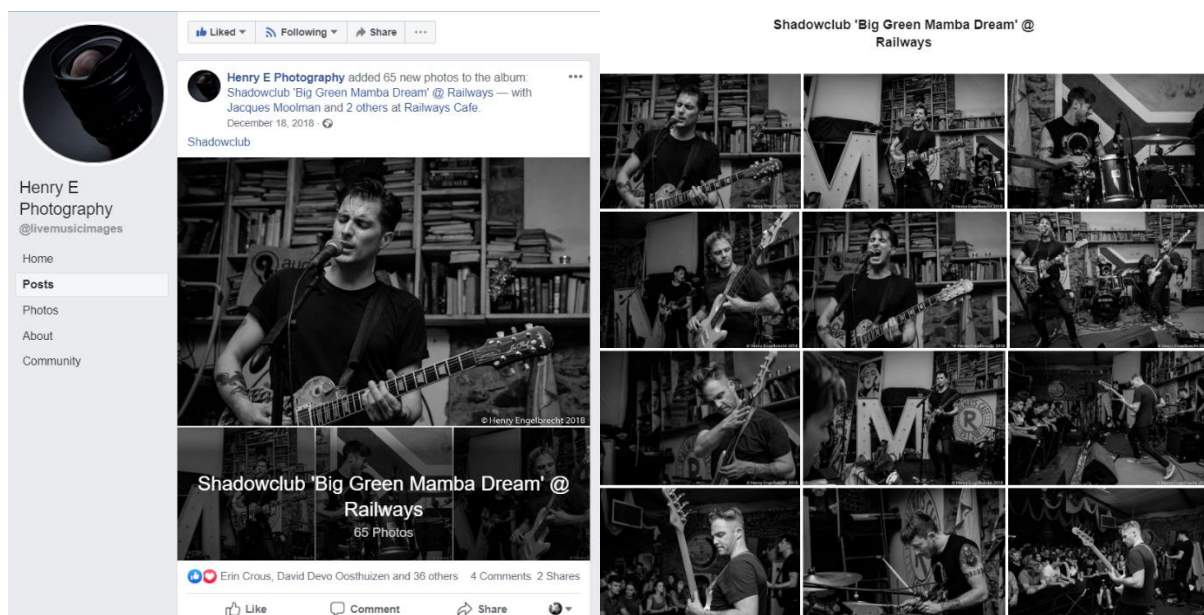 Liked
Following
Share
Henry E Photography added 65 new photos to the album:
Shadowclub 'Big Green Mamba Dream' @ Railways — with
Jacques Moolman and 2 others at Railways Cafe.
December 18, 2018
Shadowclub
© Henry Engelbrecht 2018
Henry E
Photography
@livemusicimages
Home
Posts
Photos
About
Community
Shadowclub 'Big Green Mamba Dream' @
Railways
65 Photos
Erin Crous, David Devo Oosthuizen and 36 others
4 Comments 2 Shares
Like
Comment
Share
Shadowclub 'Big Green Mamba Dream' @
Railways
M
M
R